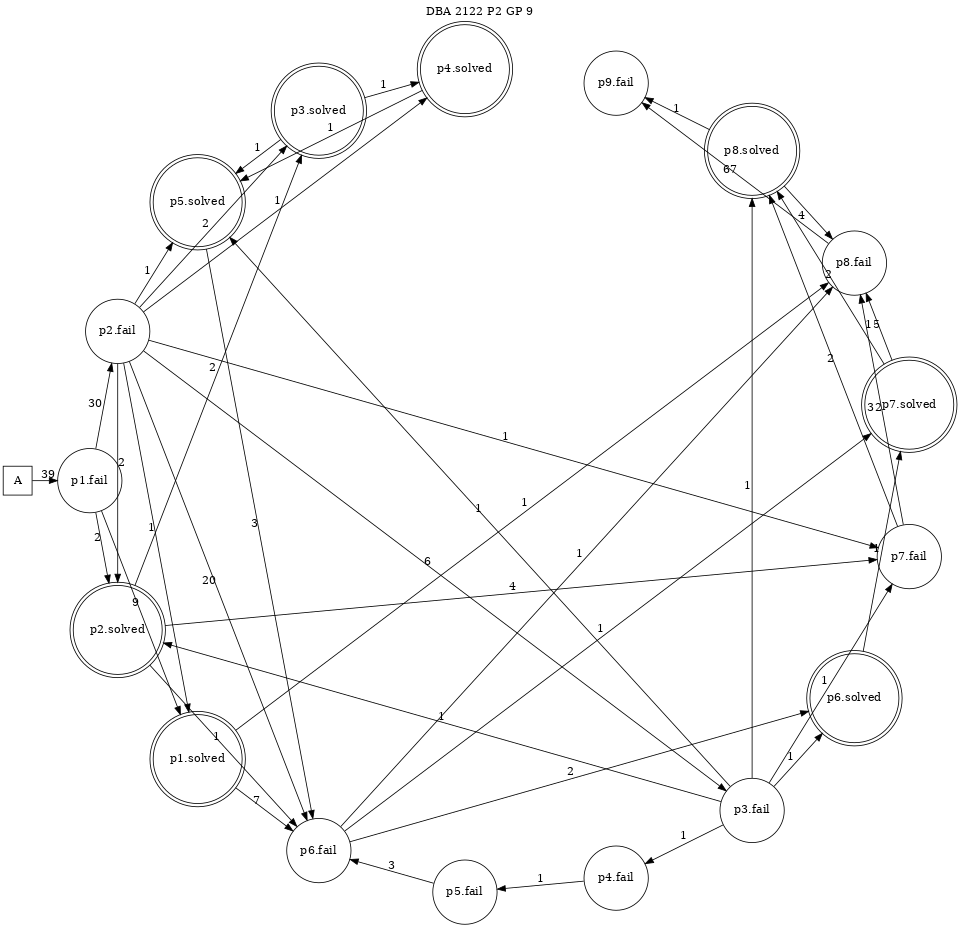 DBA 2122 P2 GP 9
p4.solved
p9.fail
p3.solved
1
1
p8.solved
1
1
67
p5.solved
1
4
2
p8.fail
1
2
p2.fail
15
2
2
30
32
p7.solved
1
2
A
39
p1.fail
1
1
3
1
2
1
p7.fail
20
6
1
4
9
p2.solved
1
1
1
1
p6.solved
1
p1.solved
2
1
7
p3.fail
p6.fail
1
3
p5.fail
1
p4.fail